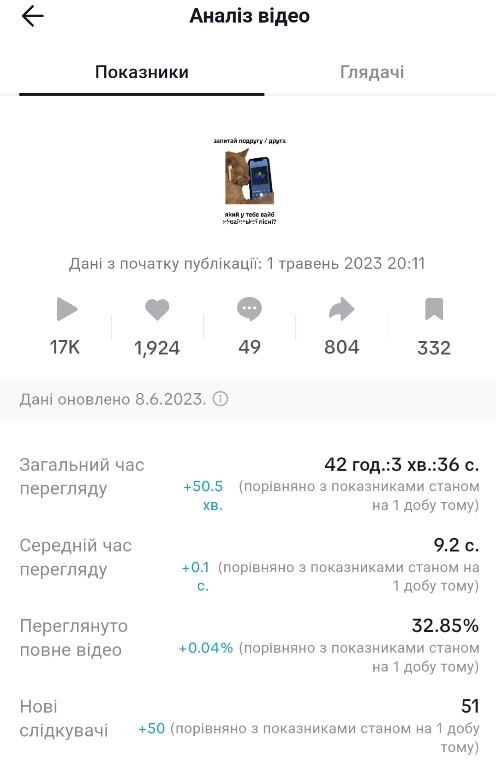 Аналіз відео
Показники Глядачі
запитай подругу / друга
який у тебе вайб
української пісні?
Дані з початку публікації: 1 травень 2023 20:11
17K 1,924 49 804 332
Дані оновлено 8.6.2023.
Загальний час 42 год.:3 хв.:36 с.
перегляду +50.5 (порівняно з показниками станом
хв. на 1 добу тому)
Середній час 9.2 с.
перегляду +0.1 (порівняно з показниками станом на
с. 1 добу тому)
Переглянуто 32.85%
повне відео +0.04% (порівняно з показниками станом
на 1 добу тому)
Нові 51
слідкувачі +50 (порівняно з показниками станом на 1 добу
тому)